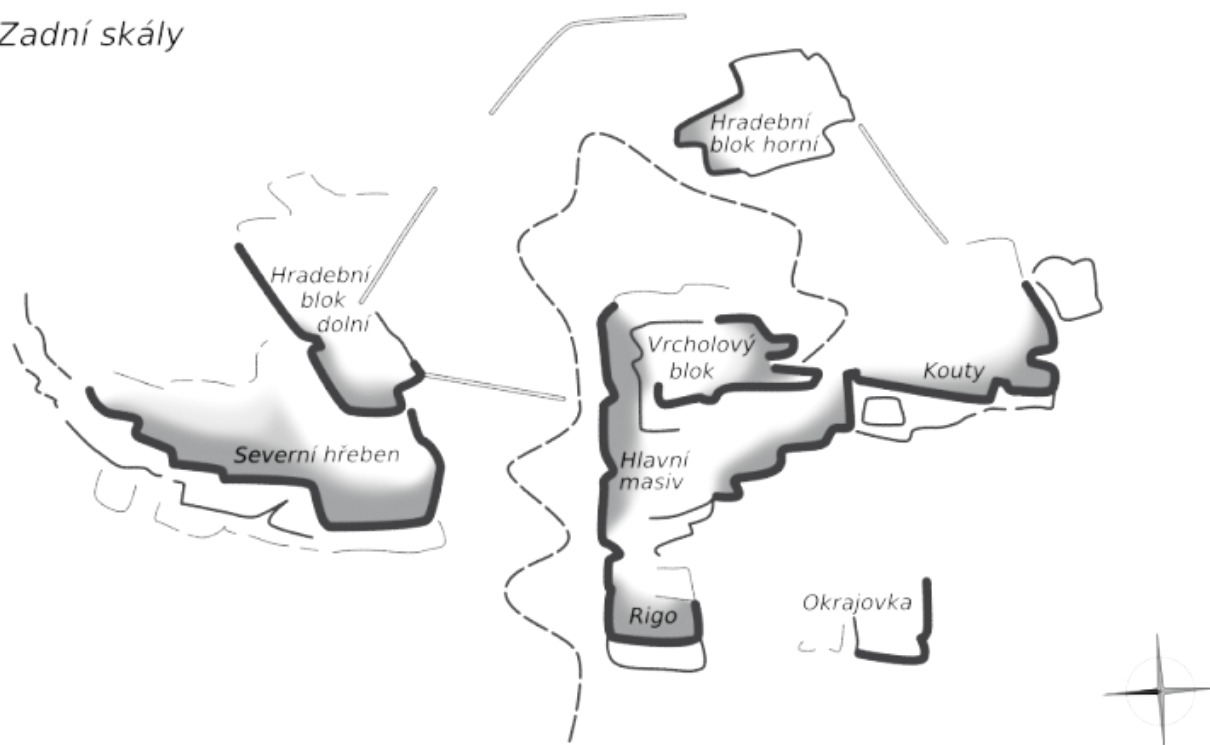 Zadní skály
Hradební
blok horní
Hradební
blok
dolní
Vrcholový
blok
Kouty
Severní hřeben
Hlavní
masiv
Rigo
Okrajovka